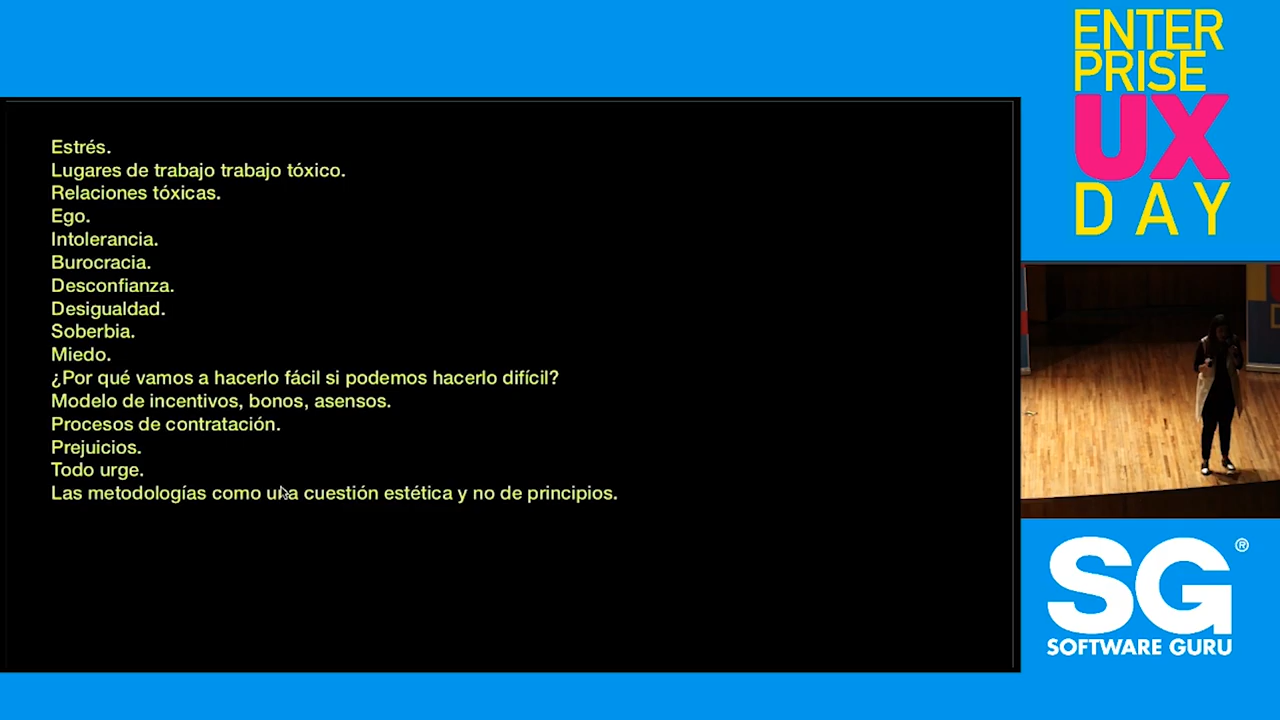 ENTER
PRISE
UX
DAY
Estrés.
Lugares de trabajo trabajo tóxico.
Relaciones tóxicas.
Ego.
Intolerancia.
Burocracia.
Desconfianza.
Desigualdad.
Soberbia.
Miedo.
¿Por qué vamos a hacerlo fácil si podemos hacerlo difícil?
Modelo de incentivos, bonos, asensos.
Procesos de contratación.
Prejuicios.
Todo urge.
Las metodologías como una cuestión estética y no de principios.
SG®
SOFTWARE GURU